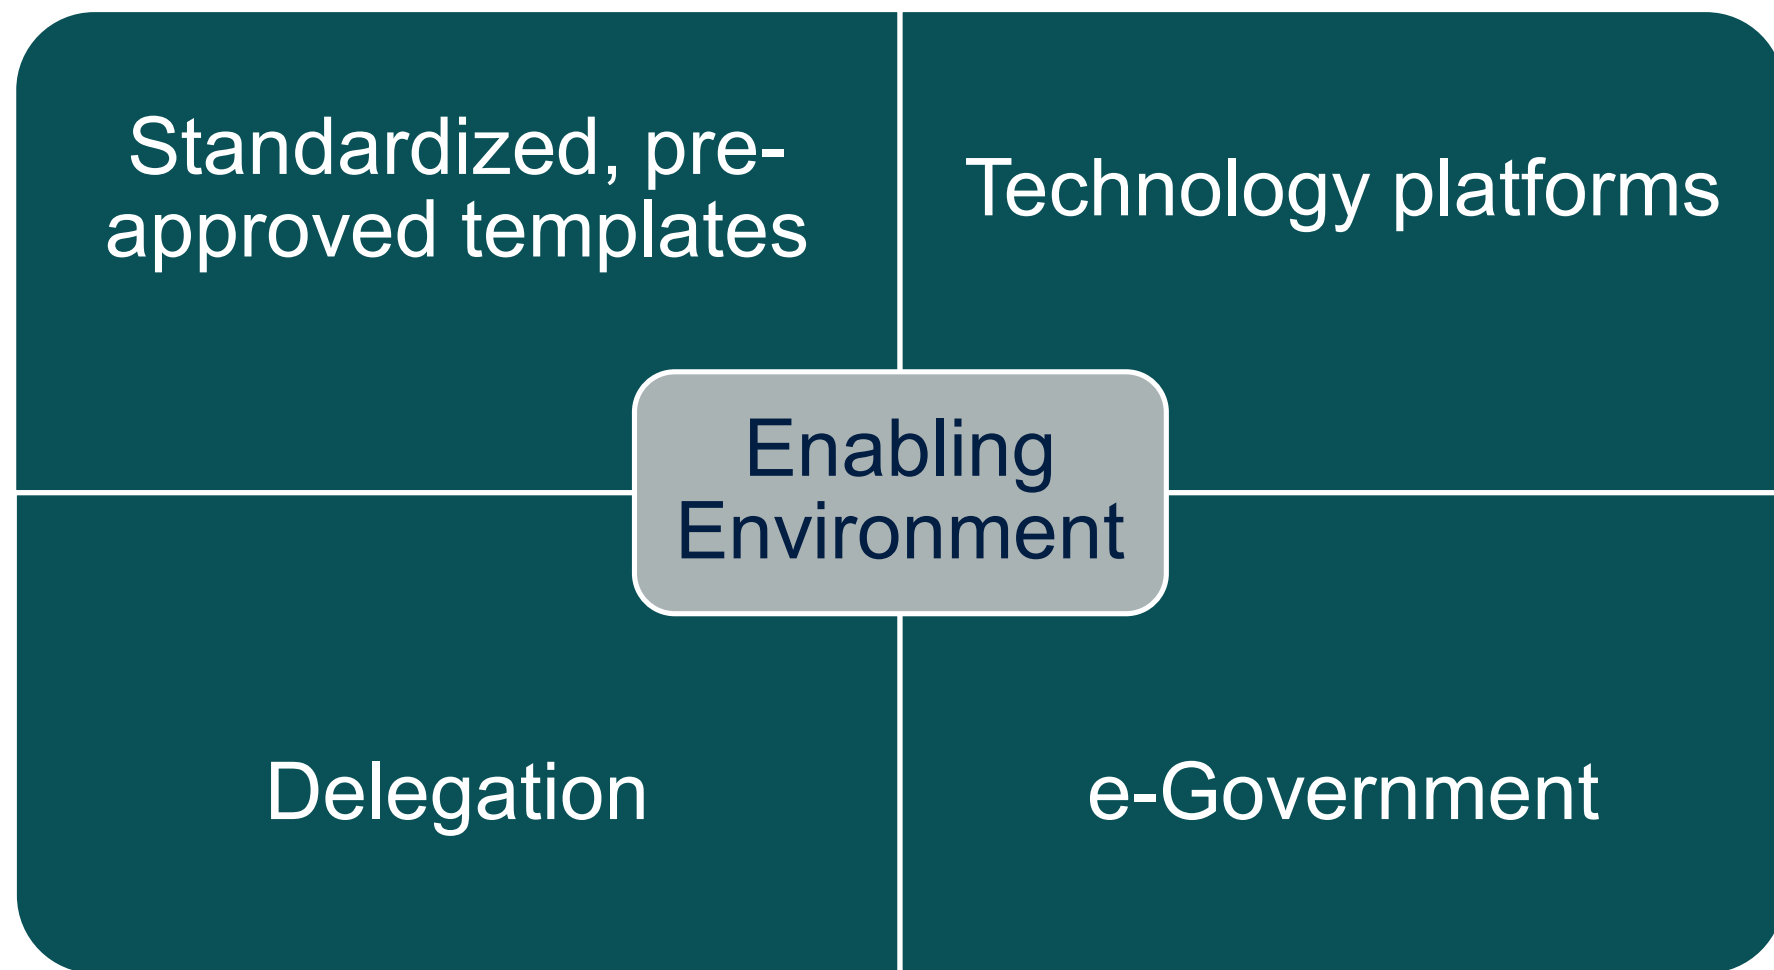 Standardized, pre-
approved templates
Technology platforms
Enabling
Environment
Delegation
e-Government